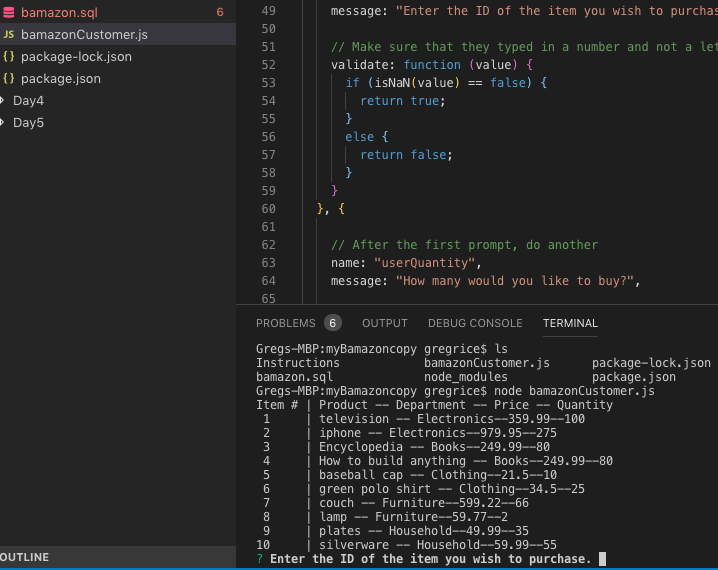 bamazon.sql 6
JS bamazonCustomer.js
{ } package-lock.json
{ } package.json
Day4
Day5
OUTLINE
49 message: "Enter the ID of the item you wish to purchas
50
51 // Make sure that they typed in a number and not a let
52 validate: function (value) {
53 if (isNaN(value) == false) {
54 return true;
55 }
56 else {
57 return false;
58 }
59 }
60 }, {
61
62 // After the first prompt, do another
63 name: "userQuantity",
64 message: "How many would you like to buy?",
65
PROBLEMS 6 OUTPUT DEBUG CONSOLE TERMINAL
Gregs-MBP:myBamazoncopy gregrice$ ls
Instructions bamazonCustomer.js package-lock.json
bamazon.sql node_modules package.json
Gregs-MBP:myBamazoncopy gregrice$ node bamazonCustomer.js
Item # | Product -- Department -- Price -- Quantity
1 | television -- Electronics--359.99--100
2 | iphone -- Electronics--979.95--275
3 | Encyclopedia -- Books--249.99--80
4 | How to build anything -- Books--249.99--80
5 | baseball cap -- Clothing--21.5--10
6 | green polo shirt -- Clothing--34.5--25
7 | couch -- Furniture--599.22--66
8 | lamp -- Furniture--59.77--2
9 | plates -- Household--49.99--35
10 | silverware -- Household--59.99--55
? Enter the ID of the item you wish to purchase.